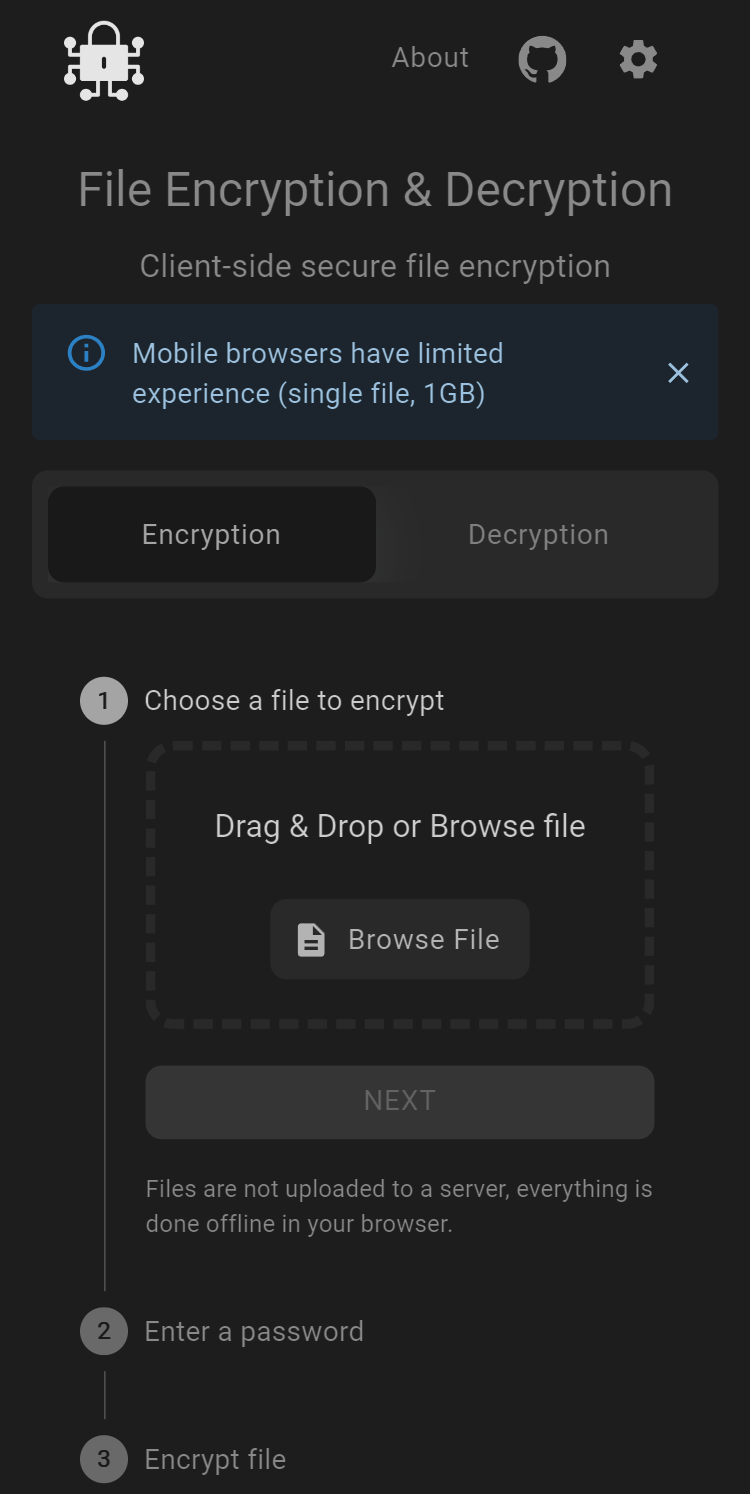 About
File Encryption & Decryption
Client-side secure file encryption
Mobile browsers have limited
experience (single file, 1GB)
Encryption
Decryption
1 Choose a file to encrypt
Drag & Drop or Browse file
Browse File
NEXT
Files are not uploaded to a server, everything is
done offline in your browser.
2 Enter a password
3 Encrypt file